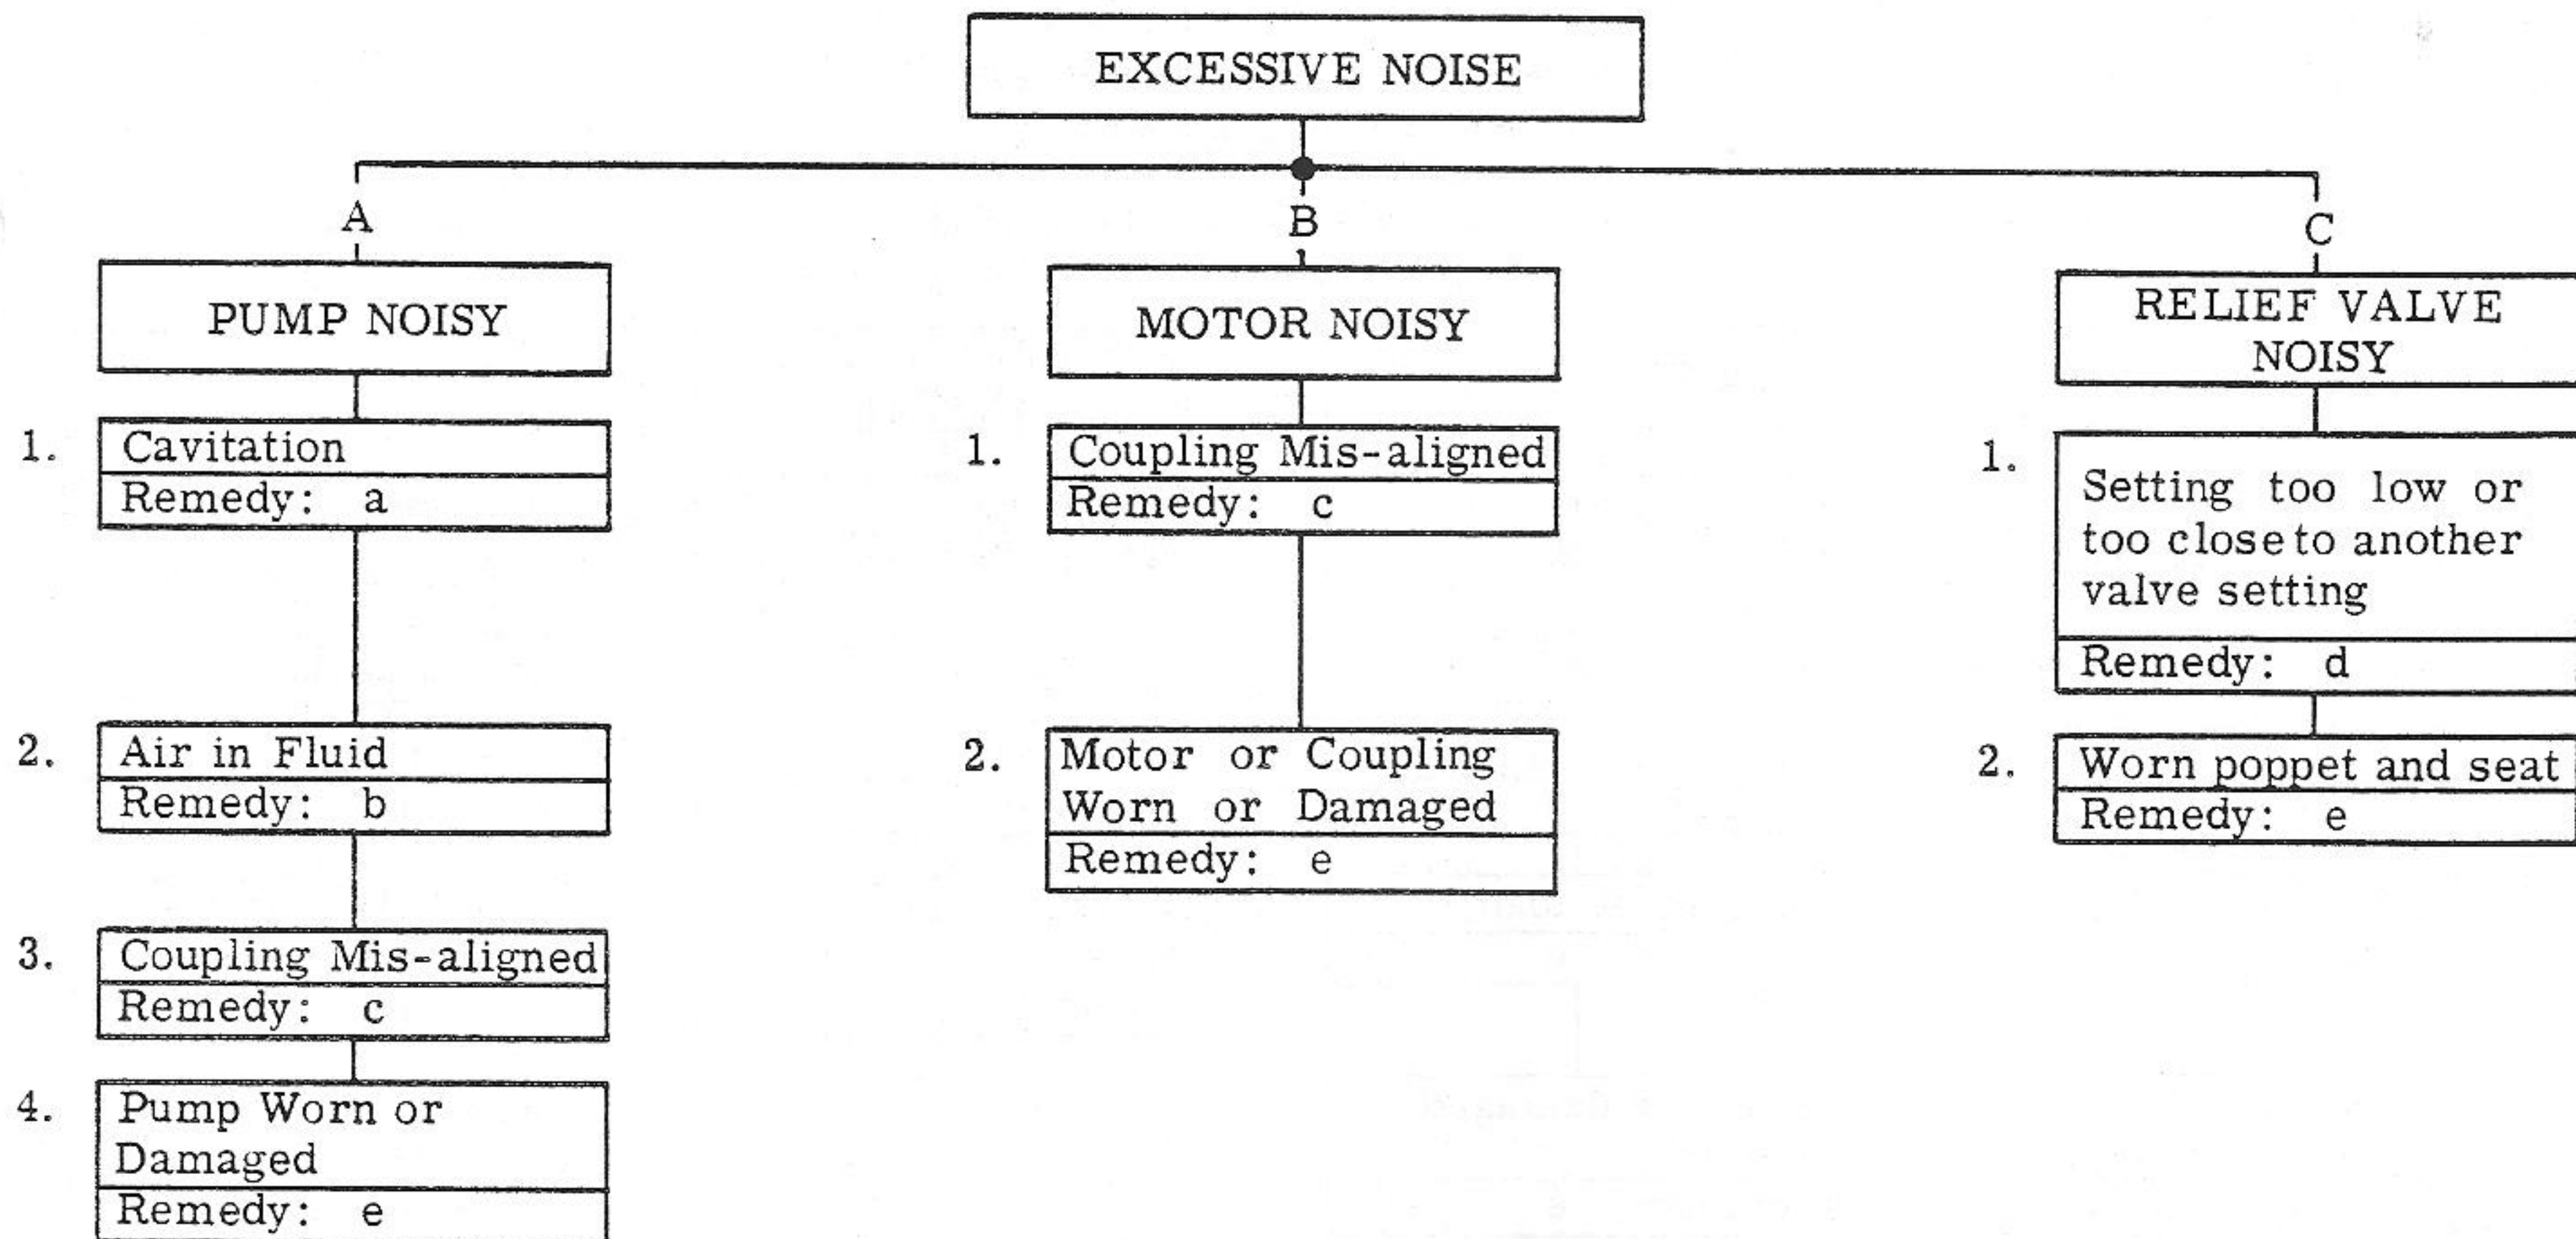 EXCESSIVE NOISE
A
PUMP NOISY
1. Cavitation
Remedy: a
2. Air in Fluid
Remedy: b
3. Coupling Mis-aligned
Remedy: c
4. Pump Worn or
Damaged
Remedy: e
B
MOTOR NOISY
1. Coupling Mis-aligned
Remedy: c
2. Motor or Coupling
Worn or Damaged
Remedy: e
C
RELIEF VALVE
NOISY
1. Setting too low or
too close to another
valve setting
Remedy: d
2. Worn poppet and seat
Remedy: e